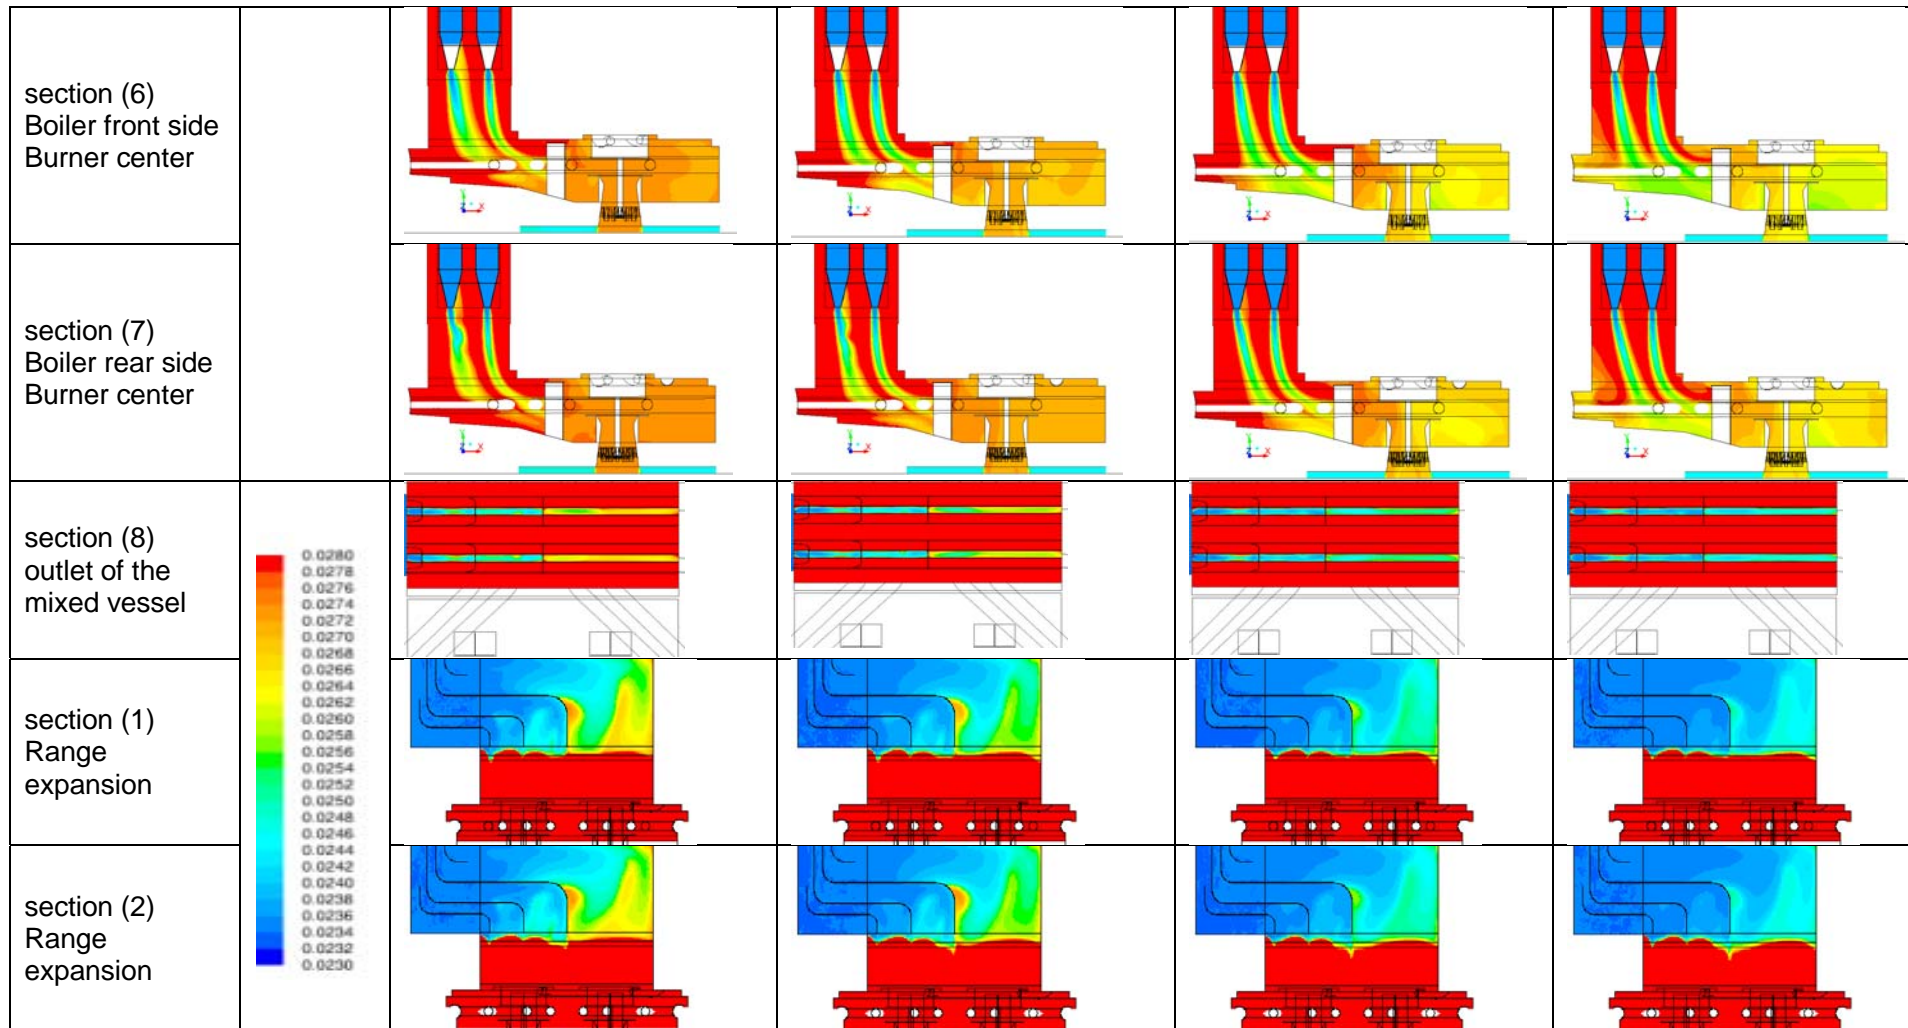 section (6)
Boiler front side
Burner center
section (7)
Boiler rear side
Burner center
section (8)
outlet of the
mixed vessel
0.0280
0.0278
0.0276
0.0274
0.0272
0.0270
0.0268
0.0266
0.0264
0.0262
0.0260
0.0258
0.0256
0.0254
0.0252
0.0250
0.0248
0.0246
0.0244
0.0242
0.0240
0.0238
0.0236
0.0234
0.0232
0.0230
section (1)
Range
expansion
section (2)
Range
expansion